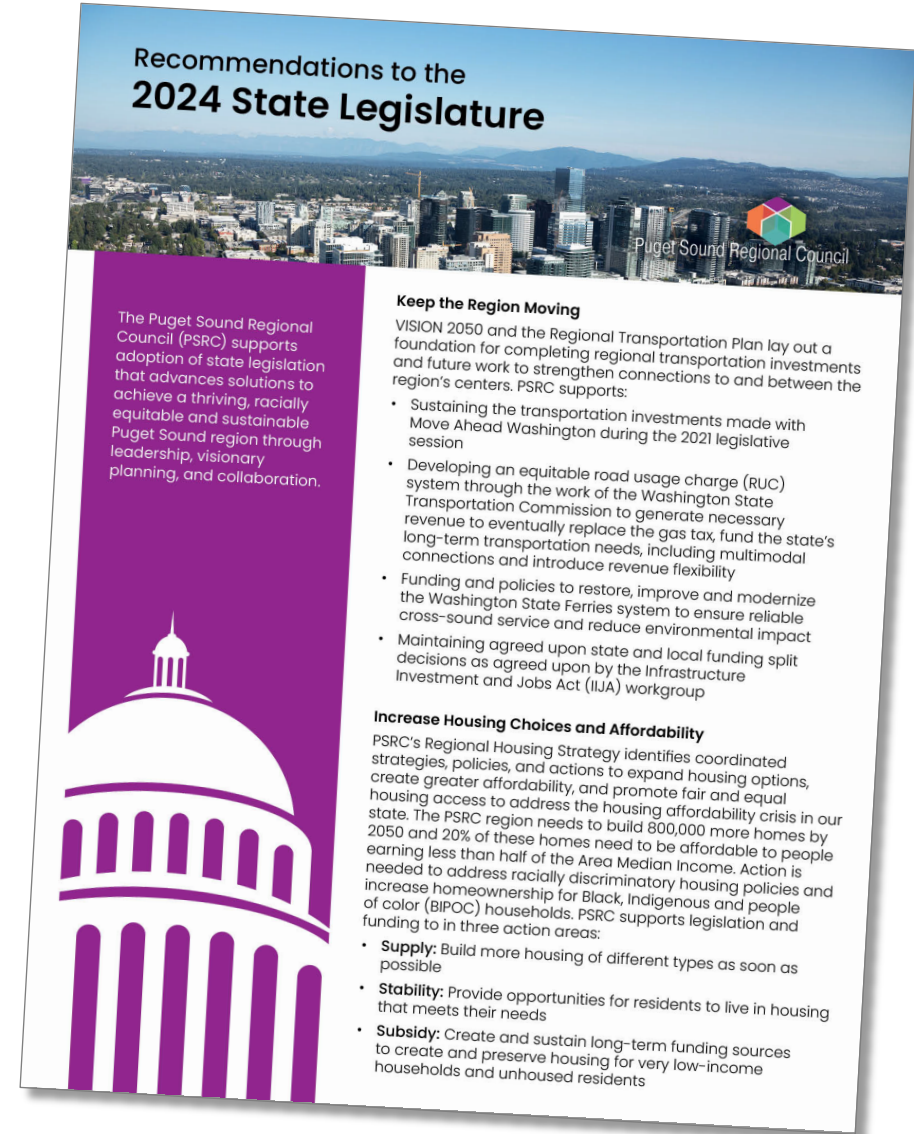 Recommendations to the
2024 State Legislature
Puget Sound Regional Council
The Puget Sound Regional
Council (PSRC) supports
adoption of state legislation
that advances solutions to
achieve a thriving, racially
equitable and sustainable
Puget Sound region through
leadership, visionary
planning, and collaboration.
Keep the Region Moving
VISION 2050 and the Regional Transportation Plan lay out a
foundation for completing regional transportation investments
and future work to strengthen connections to and between the
region's centers. PSRC supports:
• Sustaining the transportation investments made with
Move Ahead Washington during the 2021 legislative
session
• Developing an equitable road usage charge (RUC)
system through the work of the Washington State
Transportation Commission to generate necessary
revenue to eventually replace the gas tax, fund the state's
long-term transportation needs, including multimodal
connections and introduce revenue flexibility
• Funding and policies to restore, improve and modernize
the Washington State Ferries system to ensure reliable
cross-sound service and reduce environmental impact
• Maintaining agreed upon state and local funding split
decisions as agreed upon by the Infrastructure
Investment and Jobs Act (IIJA) workgroup
Increase Housing Choices and Affordability
PSRC's Regional Housing Strategy identifies coordinated
strategies, policies, and actions to expand housing options,
create greater affordability, and promote fair and equal
housing access to address the housing affordability crisis in our
state. The PSRC region needs to build 800,000 more homes by
2050 and 20% of these homes need to be affordable to people
earning less than half of the Area Median Income. Action is
needed to address racially discriminatory housing policies and
increase homeownership for Black, Indigenous and people
of color (BIPOC) households. PSRC supports legislation and
funding to in three action areas:
• Supply: Build more housing of different types as soon as
possible
• Stability: Provide opportunities for residents to live in housing
that meets their needs
• Subsidy: Create and sustain long-term funding sources
to create and preserve housing for very low-income
households and unhoused residents